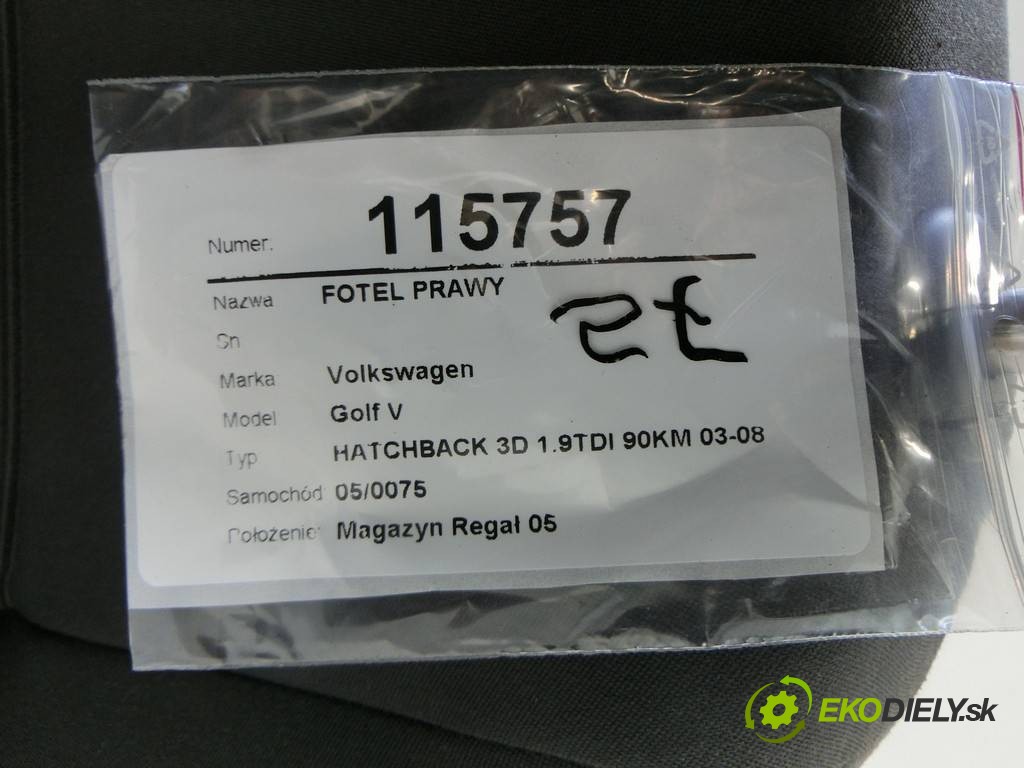 Numer. 115757
Nazwa FOTEL PRAWY
Sn
Marka Volkswagen
Model Golf V
Typ HATCHBACK 3D 1.9TDI 90KM 03-08
Samochód 05/0075
Położenie: Magazyn Regał 05
EKODIELY.sk